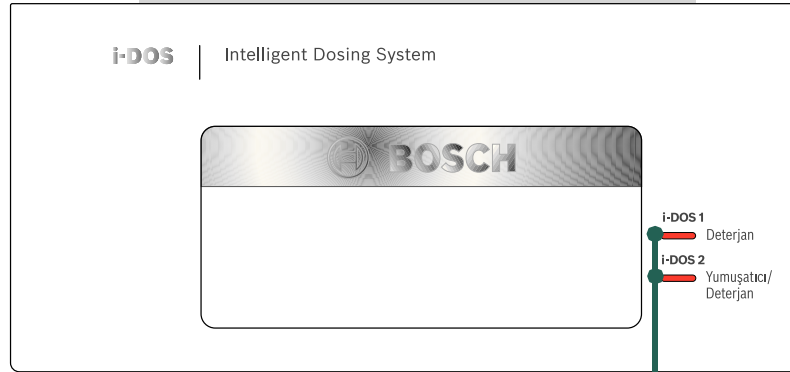 i-DOS
Intelligent Dosing System
BOSCH
i-DOS 1
Deterjan
i-DOS 2
Yumuşatıcı/
Deterjan